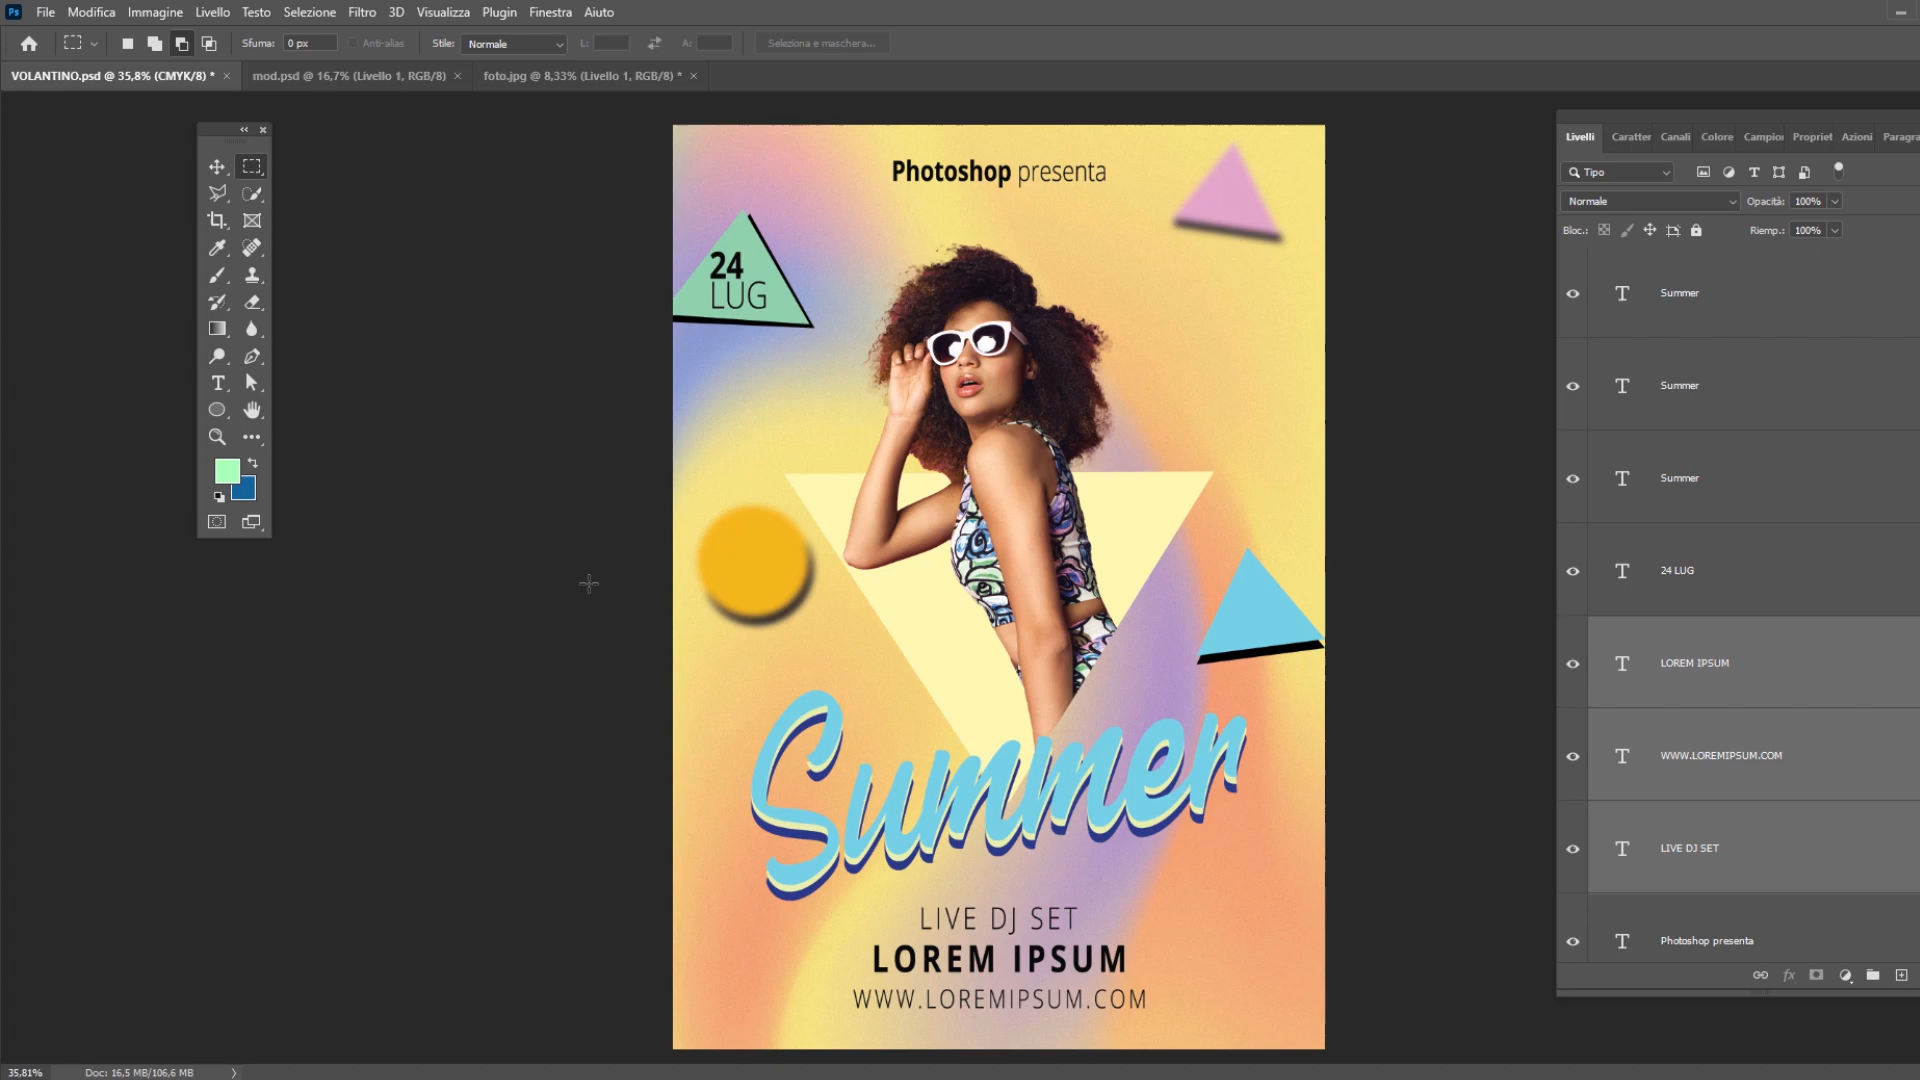 Ps File Modifica Immagine Livello Testo Selezione Filtro 3D Visualizza Plugin Finestra Aiuto
Sfuma: 0 px Anti-alias Stile: Normale L: A: Seleziona e maschera...
VOLANTINO.psd @ 35,8% (CMYK/8) * × mod.psd @ 16,7% (Livello 1, RGB/8) × foto.jpg @ 8,33% (Livello 1, RGB/8) * ×
Photoshop presenta
24
LUG
Summer
LIVE DJ SET
LOREM IPSUM
WWW.LOREMIPSUM.COM
Livelli Caratter Canali Colore Campion Propriet Azioni Paragra
Tipo
Normale Opacità: 100%
Bloc.: Riemp.: 100%
Summer
Summer
Summer
24 LUG
LOREM IPSUM
WWW.LOREMIPSUM.COM
LIVE DJ SET
Photoshop presenta
fx
35,81% Doc: 16,5 MB/106,6 MB